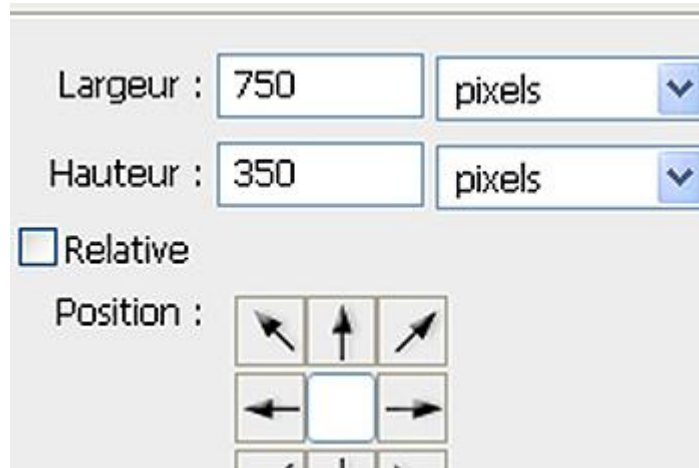 Largeur : 750 pixels
Hauteur : 350 pixels
Relative
Position :